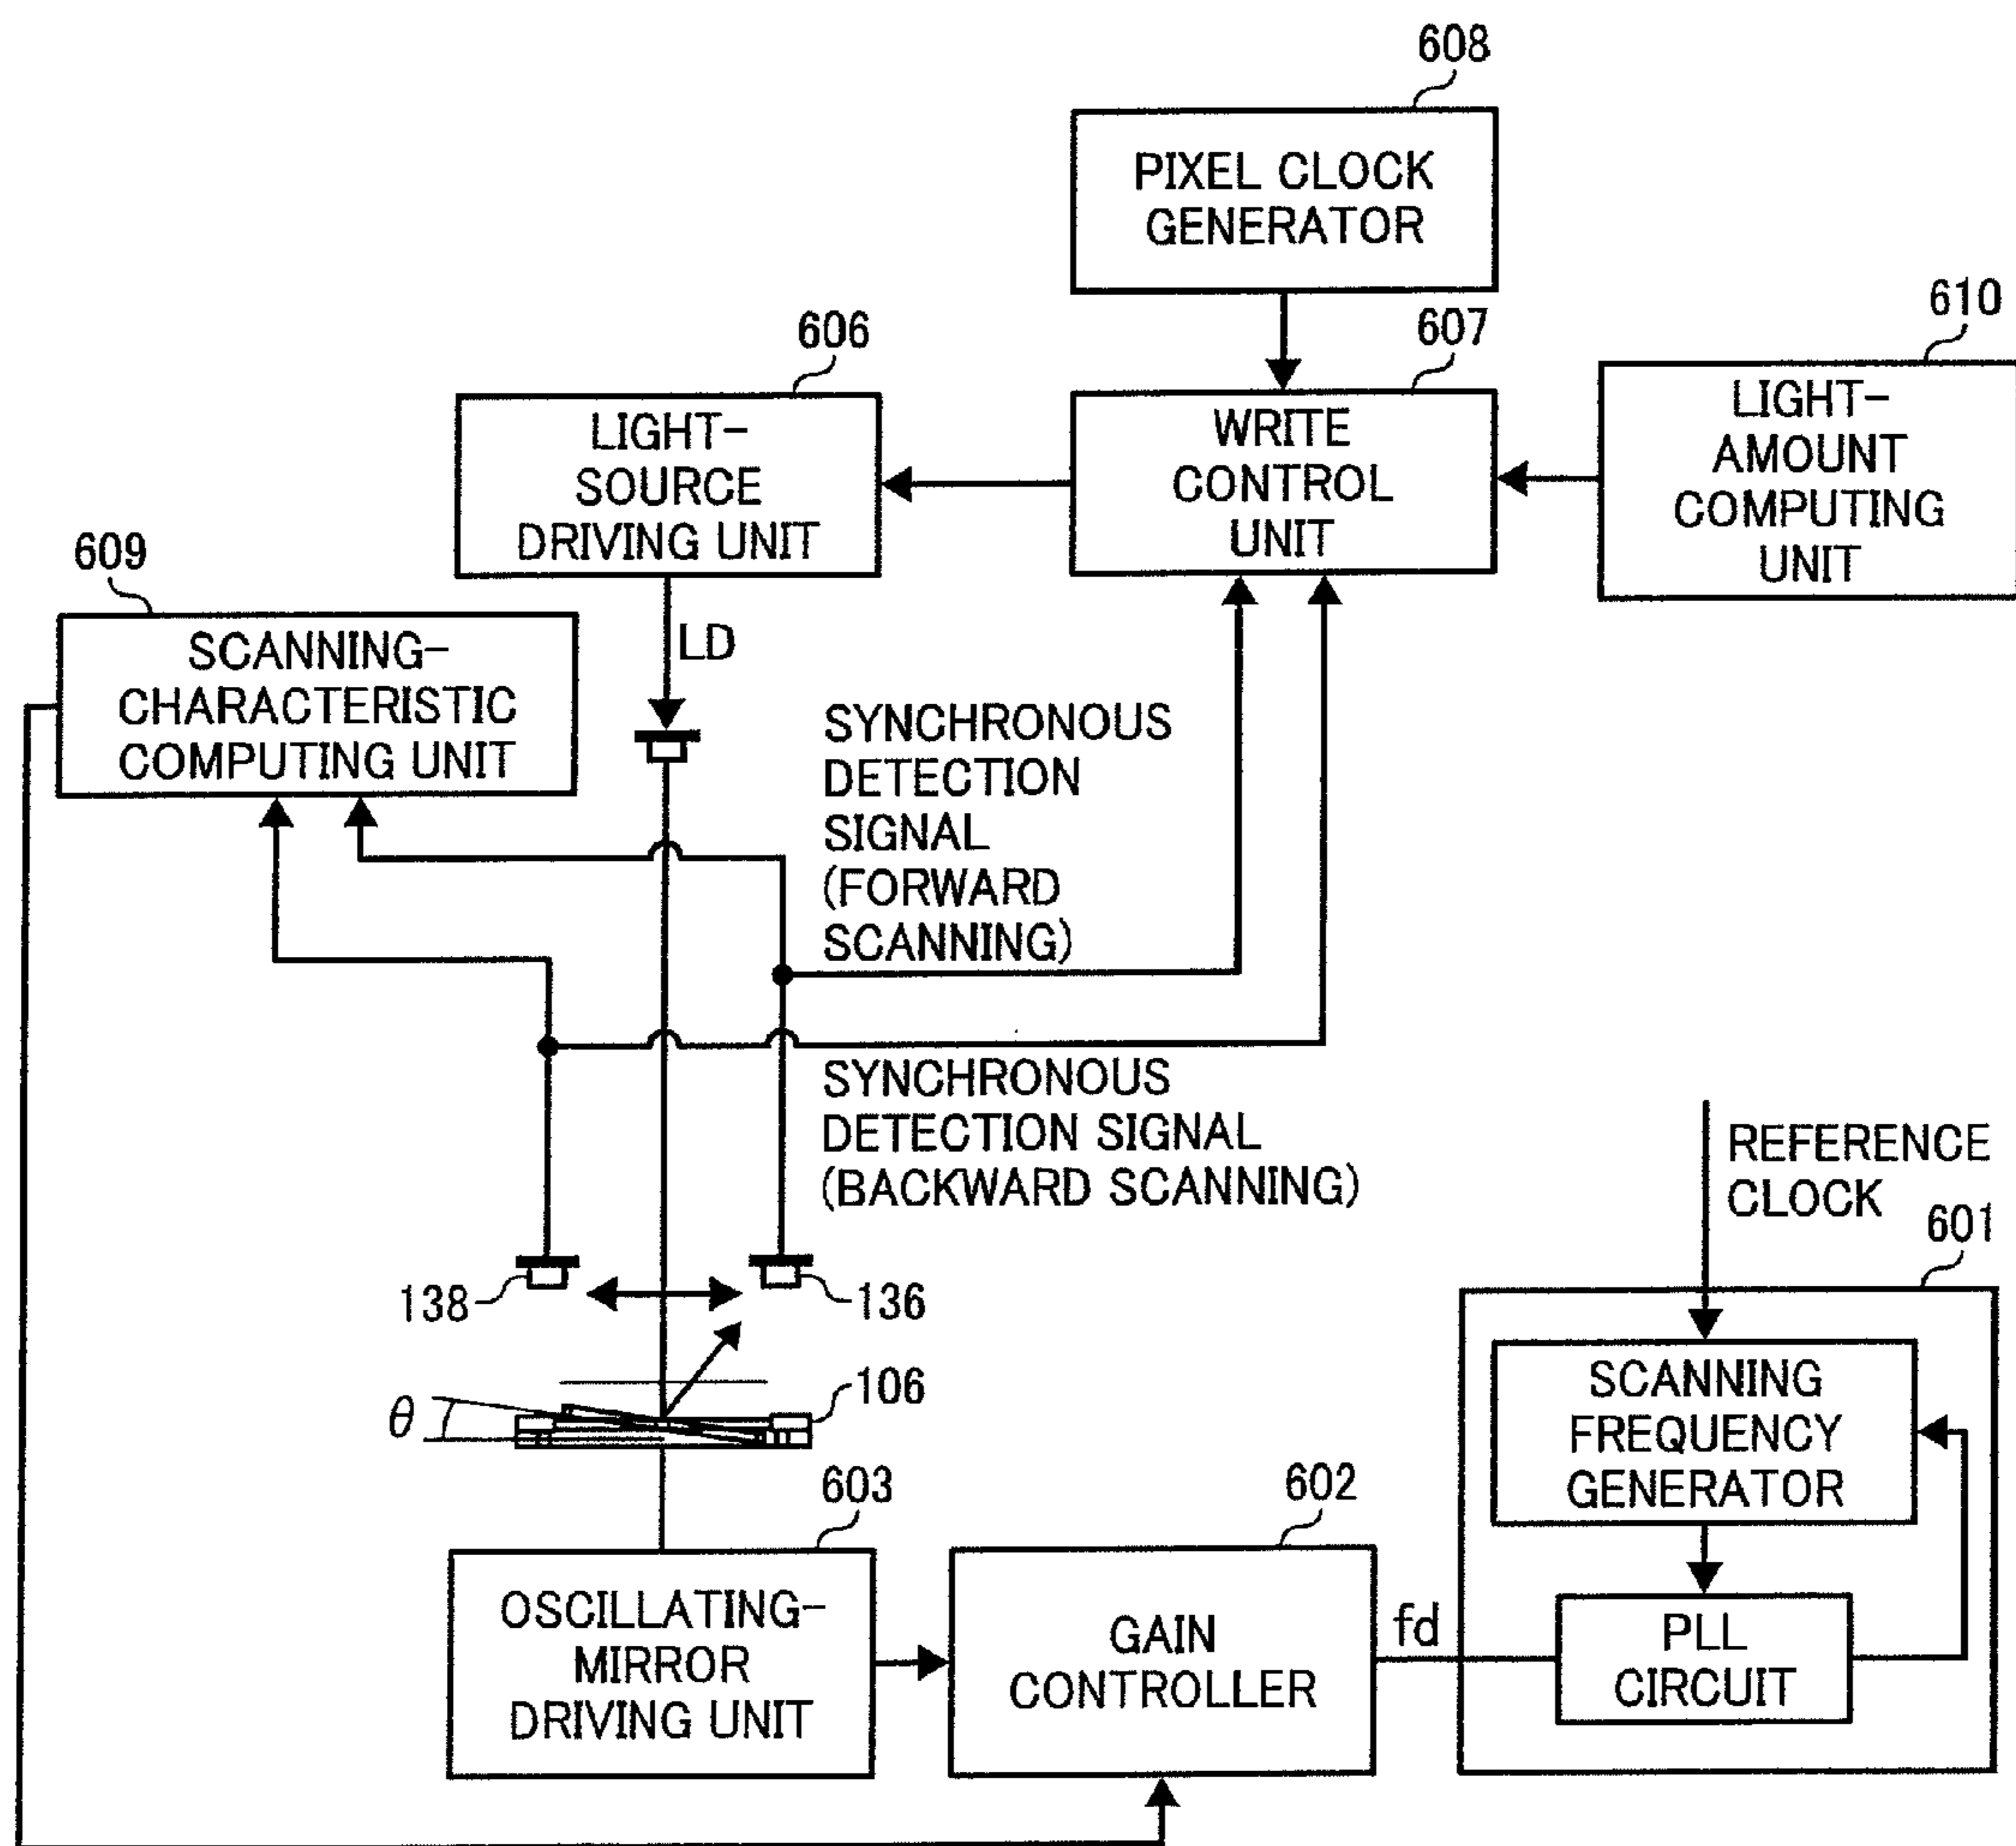 608
PIXEL CLOCK
GENERATOR
606
607
610
LIGHT-
SOURCE
DRIVING UNIT
WRITE
CONTROL
UNIT
LIGHT-
AMOUNT
COMPUTING
UNIT
609
SCANNING-
CHARACTERISTIC
COMPUTING UNIT
LD
SYNCHRONOUS
DETECTION
SIGNAL
(FORWARD
SCANNING)
SYNCHRONOUS
DETECTION SIGNAL
(BACKWARD SCANNING)
REFERENCE
CLOCK
601
138
136
106
θ
SCANNING
FREQUENCY
GENERATOR
603
602
OSCILLATING-
MIRROR
DRIVING UNIT
GAIN
CONTROLLER
fd
PLL
CIRCUIT